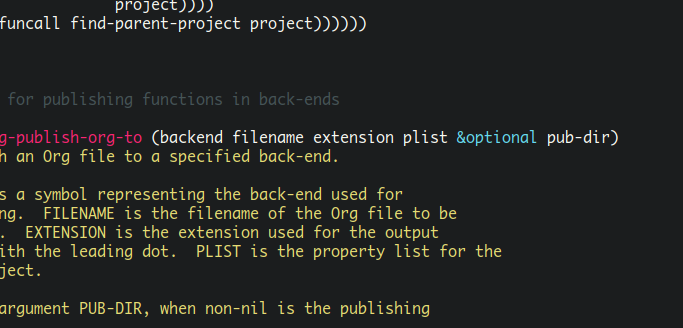 project))))
funcall find-parent-project project))))))
for publishing functions in back-ends
g-publish-org-to (backend filename extension plist &optional pub-dir)
h an Org file to a specified back-end.
s a symbol representing the back-end used for
ng.  FILENAME is the filename of the Org file to be
.  EXTENSION is the extension used for the output
ith the leading dot.  PLIST is the property list for the
ject.
argument PUB-DIR, when non-nil is the publishing